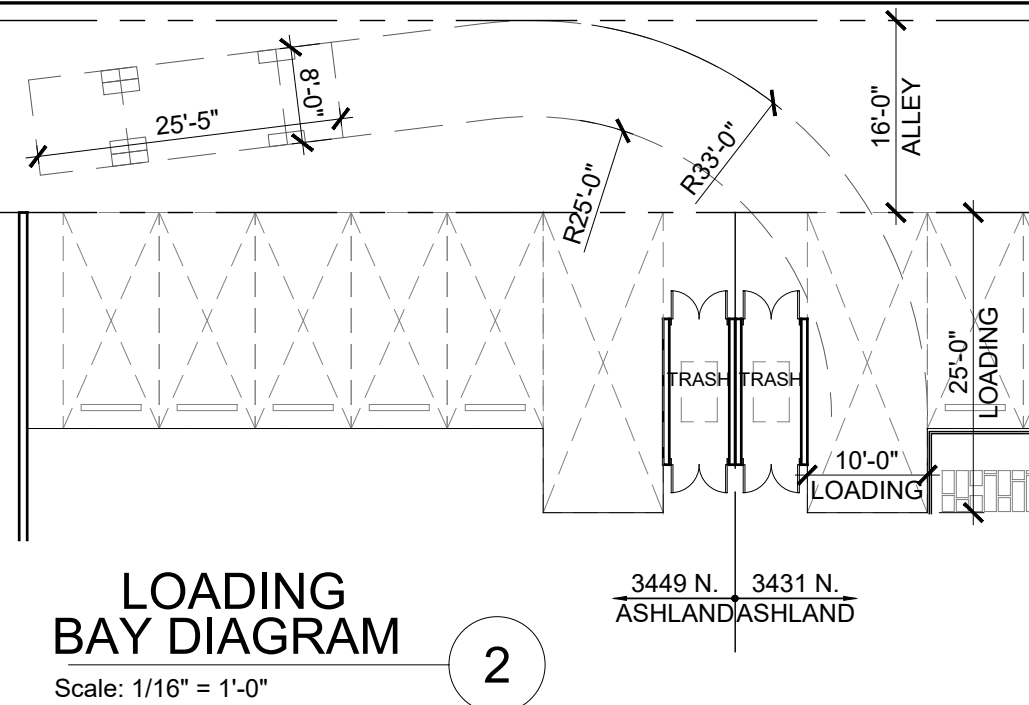 25'-5"
8'-0"
R25'-0"
R33'-0"
16'-0"
ALLEY
25'-0"
LOADING
TRASH
TRASH
10'-0"
LOADING
3449 N.
ASHLAND
3431 N.
ASHLAND
LOADING
BAY DIAGRAM
2
Scale: 1/16" = 1'-0"